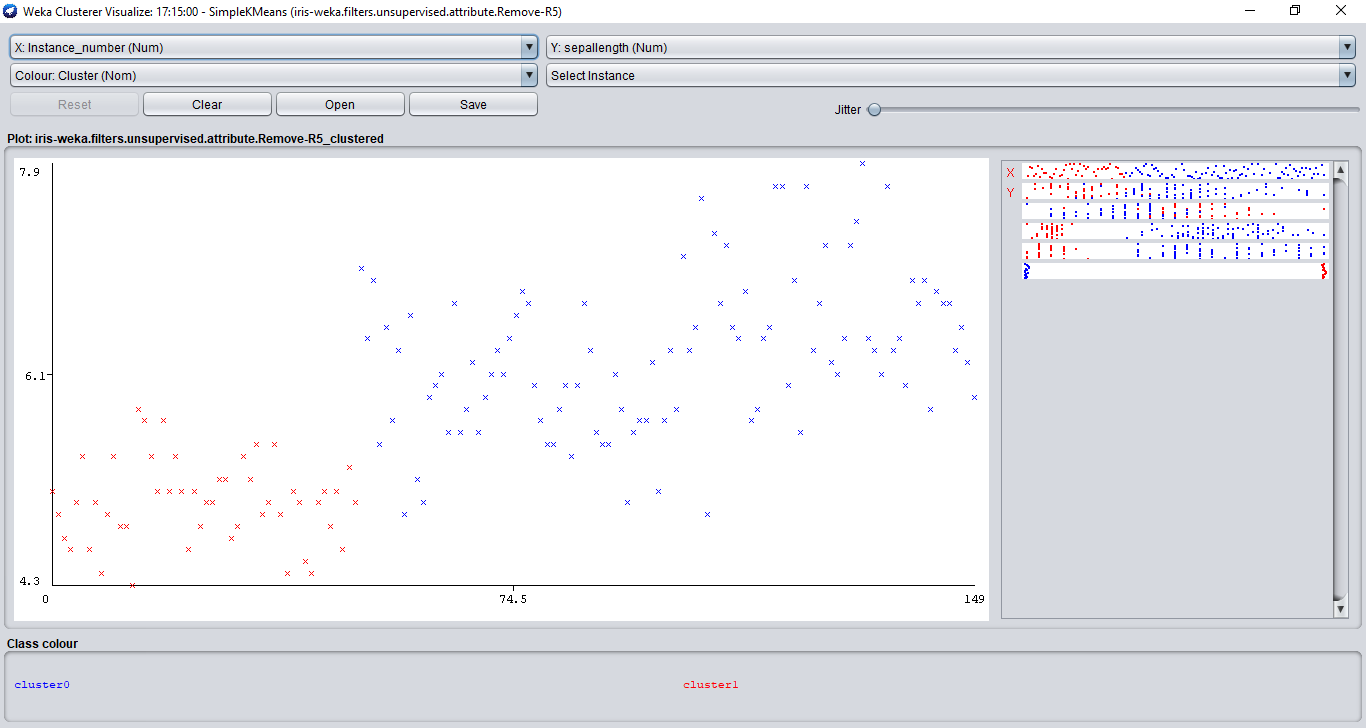 Weka Clusterer Visualize: 17:15:00 - SimpleKMeans (iris-weka.filters.unsupervised.attribute.Remove-R5)
X: Instance_number (Num)
Y: sepallength (Num)
Colour: Cluster (Nom)
Select Instance
Reset
Clear
Open
Save
Jitter
Plot: iris-weka.filters.unsupervised.attribute.Remove-R5_clustered
7.9
6.1
4.3
0
74.5
149
X
Y
Class colour
cluster0
cluster1